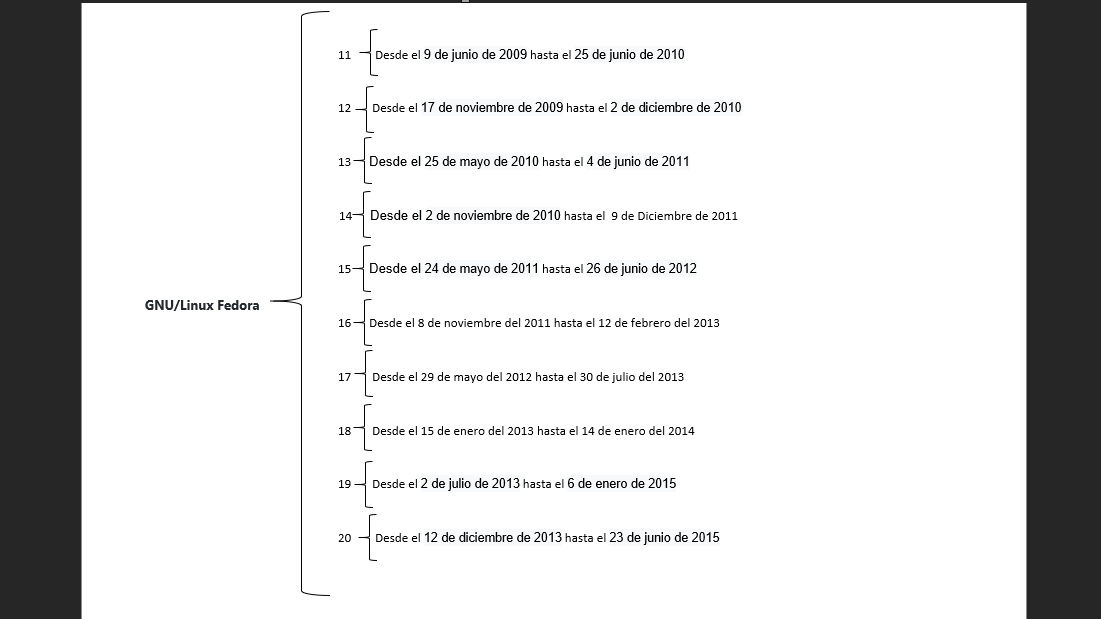 11 Desde el 9 de junio de 2009 hasta el 25 de junio de 2010
12 Desde el 17 de noviembre de 2009 hasta el 2 de diciembre de 2010
13 Desde el 25 de mayo de 2010 hasta el 4 de junio de 2011
14 Desde el 2 de noviembre de 2010 hasta el 9 de Diciembre de 2011
15 Desde el 24 de mayo de 2011 hasta el 26 de junio de 2012
GNU/Linux Fedora
16 Desde el 8 de noviembre del 2011 hasta el 12 de febrero del 2013
17 Desde el 29 de mayo del 2012 hasta el 30 de julio del 2013
18 Desde el 15 de enero del 2013 hasta el 14 de enero del 2014
19 Desde el 2 de julio de 2013 hasta el 6 de enero de 2015
20 Desde el 12 de diciembre de 2013 hasta el 23 de junio de 2015